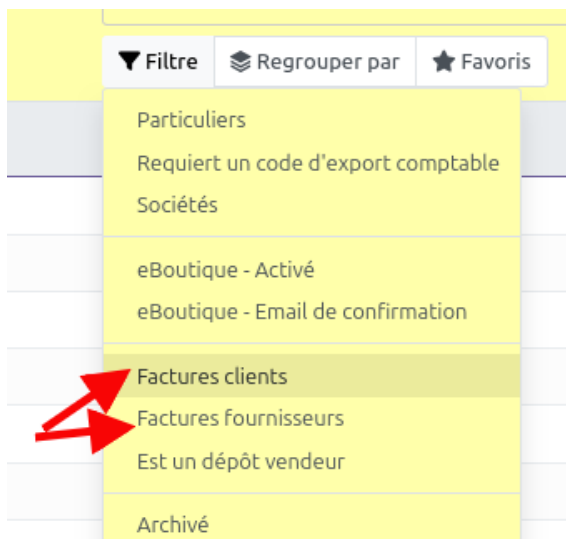 Filtre Regrouper par Favoris
Particuliers
Requiert un code d'export comptable
Sociétés
eBoutique - Activé
eBoutique - Email de confirmation
Factures clients
Factures fournisseurs
Est un dépôt vendeur
Archivé